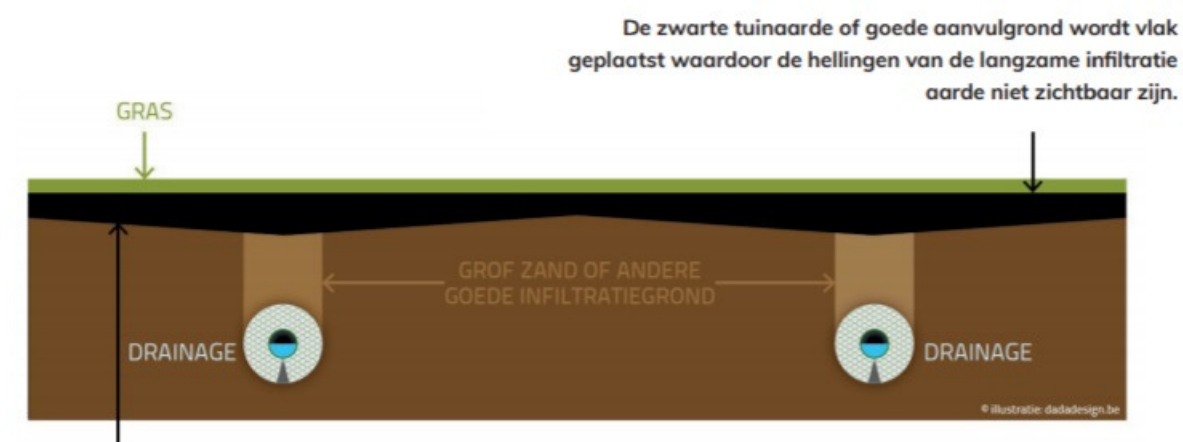 De zwarte tuinaarde of goede aanvulgrond wordt vlak
geplaatst waardoor de hellingen van de langzame infiltratie
aarde niet zichtbaar zijn.
GRAS
GROF ZAND OF ANDERE
GOEDE INFILTRATIEGROND
DRAINAGE
DRAINAGE
© illustratie: dadadesign.be